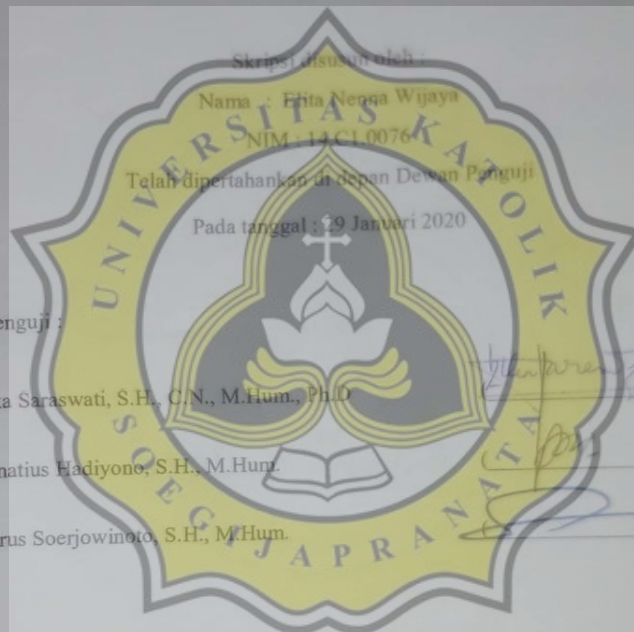 Skripsi disusun oleh :
Nama : Elita Nenna Wijaya
NIM : 14.C1.0076
Telah dipertahankan di depan Dewan Penguji
Pada tanggal : 29 Januari 2020
enguji :
ka Saraswati, S.H., C.N., M.Hum., Ph.D
natius Hadiyono, S.H., M.Hum.
rus Soerjowinoto, S.H., M.Hum.
UNIVERSITAS KATOLIK
SOEGIJAPRANATA